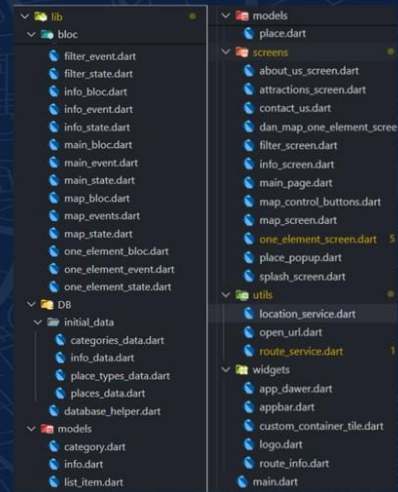 lib
bloc
filter_event.dart
filter_state.dart
info_bloc.dart
info_event.dart
info_state.dart
main_bloc.dart
main_event.dart
main_state.dart
map_bloc.dart
map_events.dart
map_state.dart
one_element_bloc.dart
one_element_event.dart
one_element_state.dart
DB
initial_data
categories_data.dart
info_data.dart
place_types_data.dart
places_data.dart
database_helper.dart
models
category.dart
info.dart
list_item.dart
models
place.dart
screens
about_us_screen.dart
attractions_screen.dart
contact_us.dart
dan_map_one_element_scree
filter_screen.dart
info_screen.dart
main_page.dart
map_control_buttons.dart
map_screen.dart
one_element_screen.dart 5
place_popup.dart
splash_screen.dart
utils
location_service.dart
open_url.dart
route_service.dart 1
widgets
app_dawer.dart
appbar.dart
custom_container_tile.dart
logo.dart
route_info.dart
main.dart